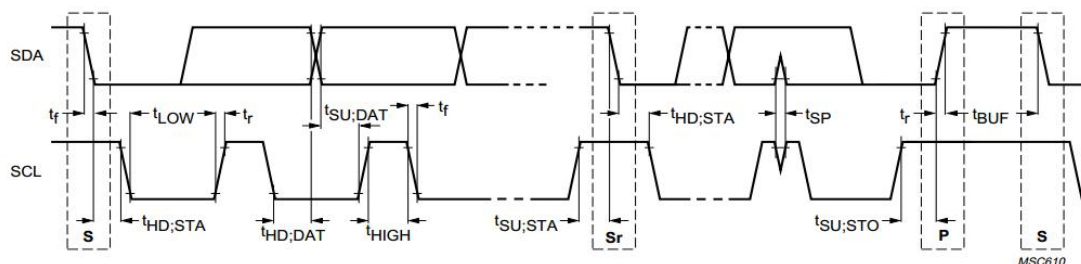 SDA
tf
tLOW
tr
tSU;DAT
tf
tHD;STA
tSP
tr
tBUF
SCL
tHD;STA
tHD;DAT
tHIGH
tSU;STA
tSU;STO
S
Sr
P
S
MSC610